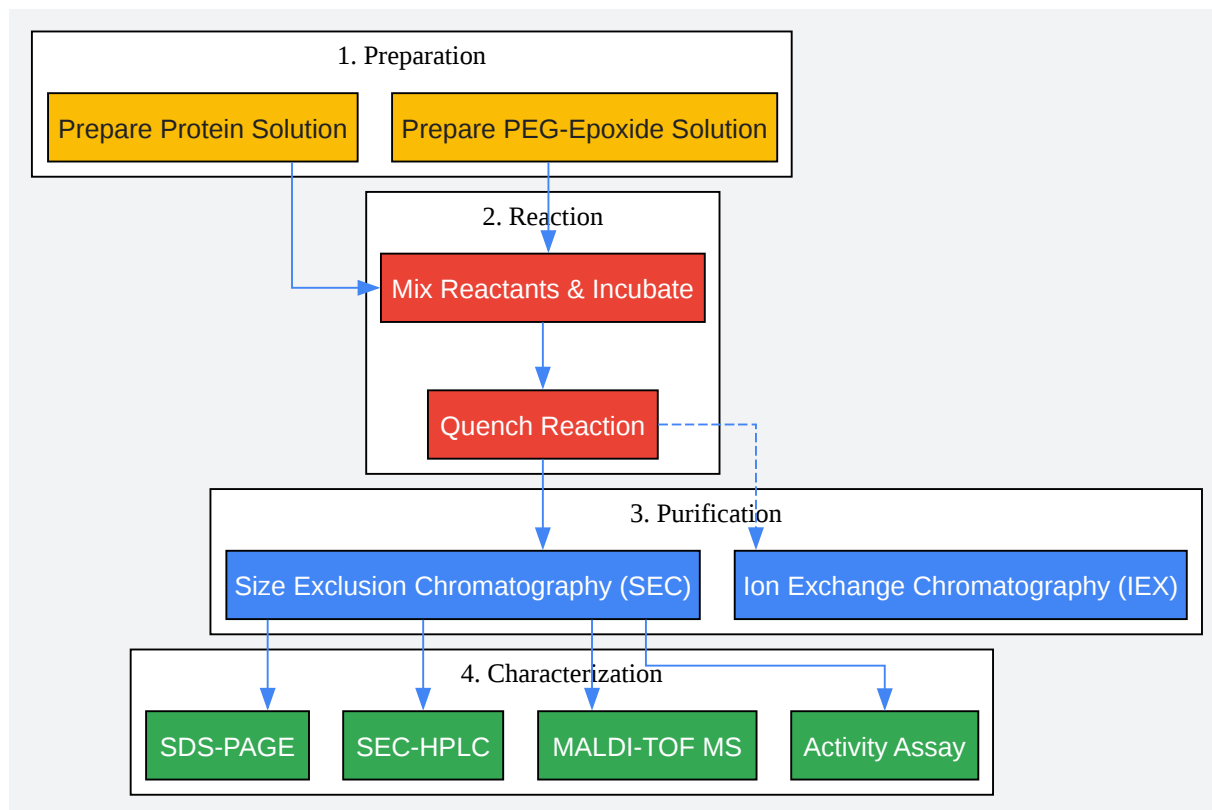 1. Preparation
Prepare Protein Solution
Prepare PEG-Epoxide Solution
2. Reaction
Mix Reactants & Incubate
Quench Reaction
3. Purification
Size Exclusion Chromatography (SEC)
Ion Exchange Chromatography (IEX)
4. Characterization
SDS-PAGE
SEC-HPLC
MALDI-TOF MS
Activity Assay